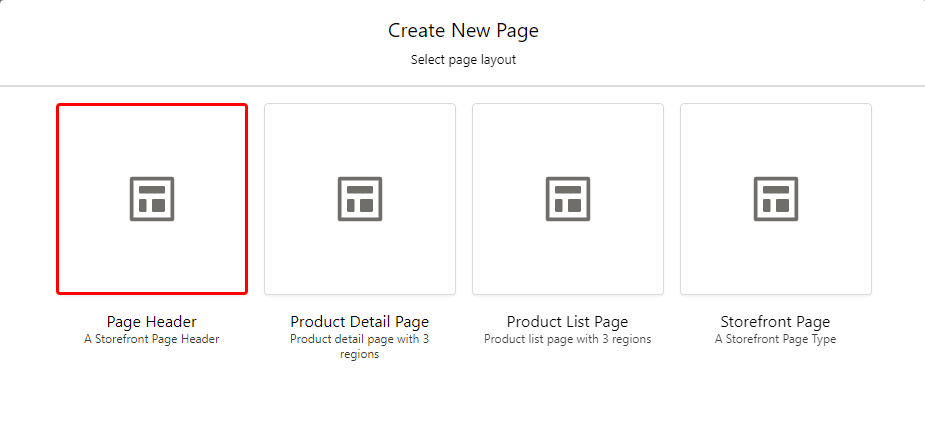 Create New Page
Select page layout
Page Header
A Storefront Page Header
Product Detail Page
Product detail page with 3
regions
Product List Page
Product list page with 3 regions
Storefront Page
A Storefront Page Type